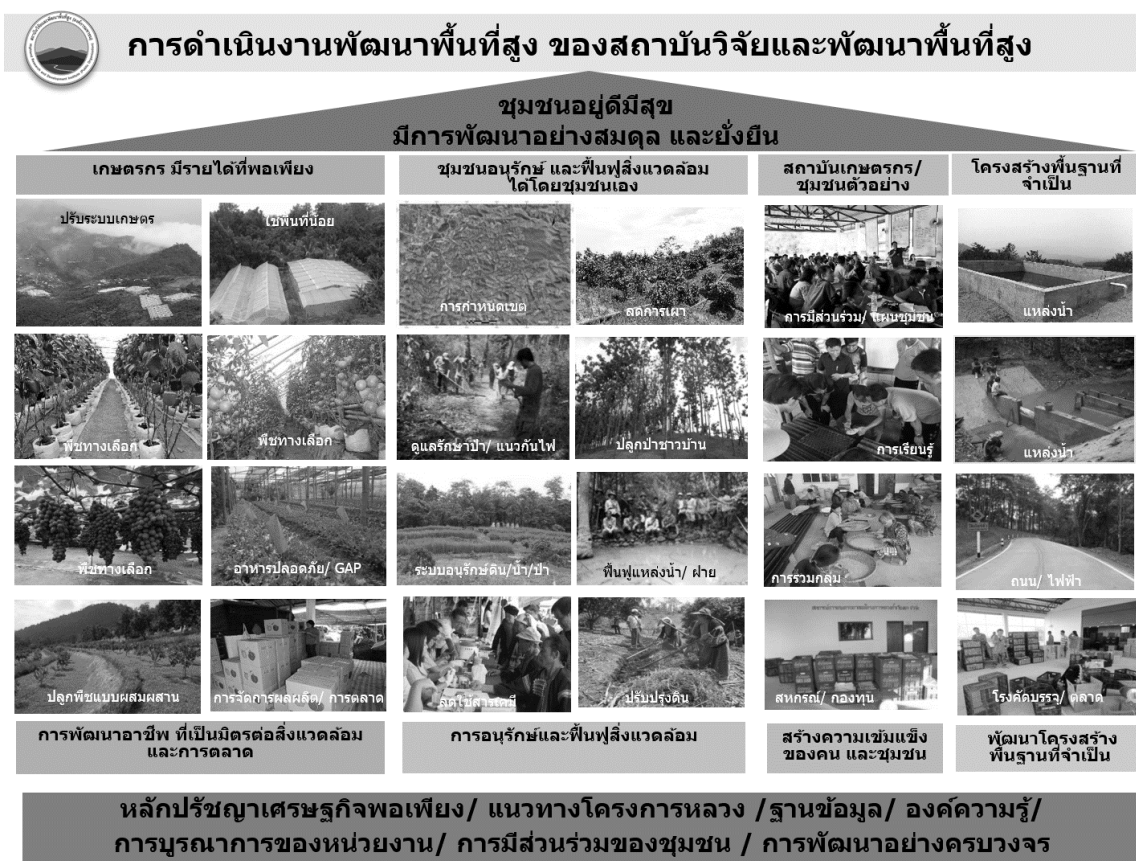 การดำเนินงานพัฒนาพื้นที่สูง ของสถาบันวิจัยและพัฒนาพื้นที่สูง
ชุมชนอยู่ดีมีสุข
มีการพัฒนาอย่างสมดุล และยั่งยืน
เกษตรกร มีรายได้ที่พอเพียง
ชุมชนอนุรักษ์ และฟื้นฟูสิ่งแวดล้อม
ได้โดยชุมชนเอง
สถาบันเกษตรกร/
ชุมชนตัวอย่าง
โครงสร้างพื้นฐานที่
จำเป็น
ปรับระบบเกษตร
ใช้พื้นที่น้อย
การกำหนดเขต
ลดการเผา
การมีส่วนร่วม/ แผนชุมชน
แหล่งน้ำ
พืชทางเลือก
พืชทางเลือก
ดูแลรักษาป่า/ แนวกันไฟ
ปลูกป่าชาวบ้าน
การเรียนรู้
แหล่งน้ำ
พืชทางเลือก
อาหารปลอดภัย/ GAP
ระบบอนุรักษ์ดิน/น้ำ/ป่า
ฟื้นฟูแหล่งน้ำ/ ฝาย
การรวมกลุ่ม
ถนน/ ไฟฟ้า
ปลูกพืชแบบผสมผสาน
การจัดการผลผลิต/ การตลาด
ลดใช้สารเคมี
ปรับปรุงดิน
สหกรณ์/ กองทุน
โรงคัดบรรจุ/ ตลาด
การพัฒนาอาชีพ ที่เป็นมิตรต่อสิ่งแวดล้อม
และการตลาด
การอนุรักษ์และฟื้นฟูสิ่งแวดล้อม
สร้างความเข้มแข็ง
ของคน และชุมชน
พัฒนาโครงสร้าง
พื้นฐานที่จำเป็น
หลักปรัชญาเศรษฐกิจพอเพียง/ แนวทางโครงการหลวง /ฐานข้อมูล/ องค์ความรู้/
การบูรณาการของหน่วยงาน/ การมีส่วนร่วมของชุมชน / การพัฒนาอย่างครบวงจร